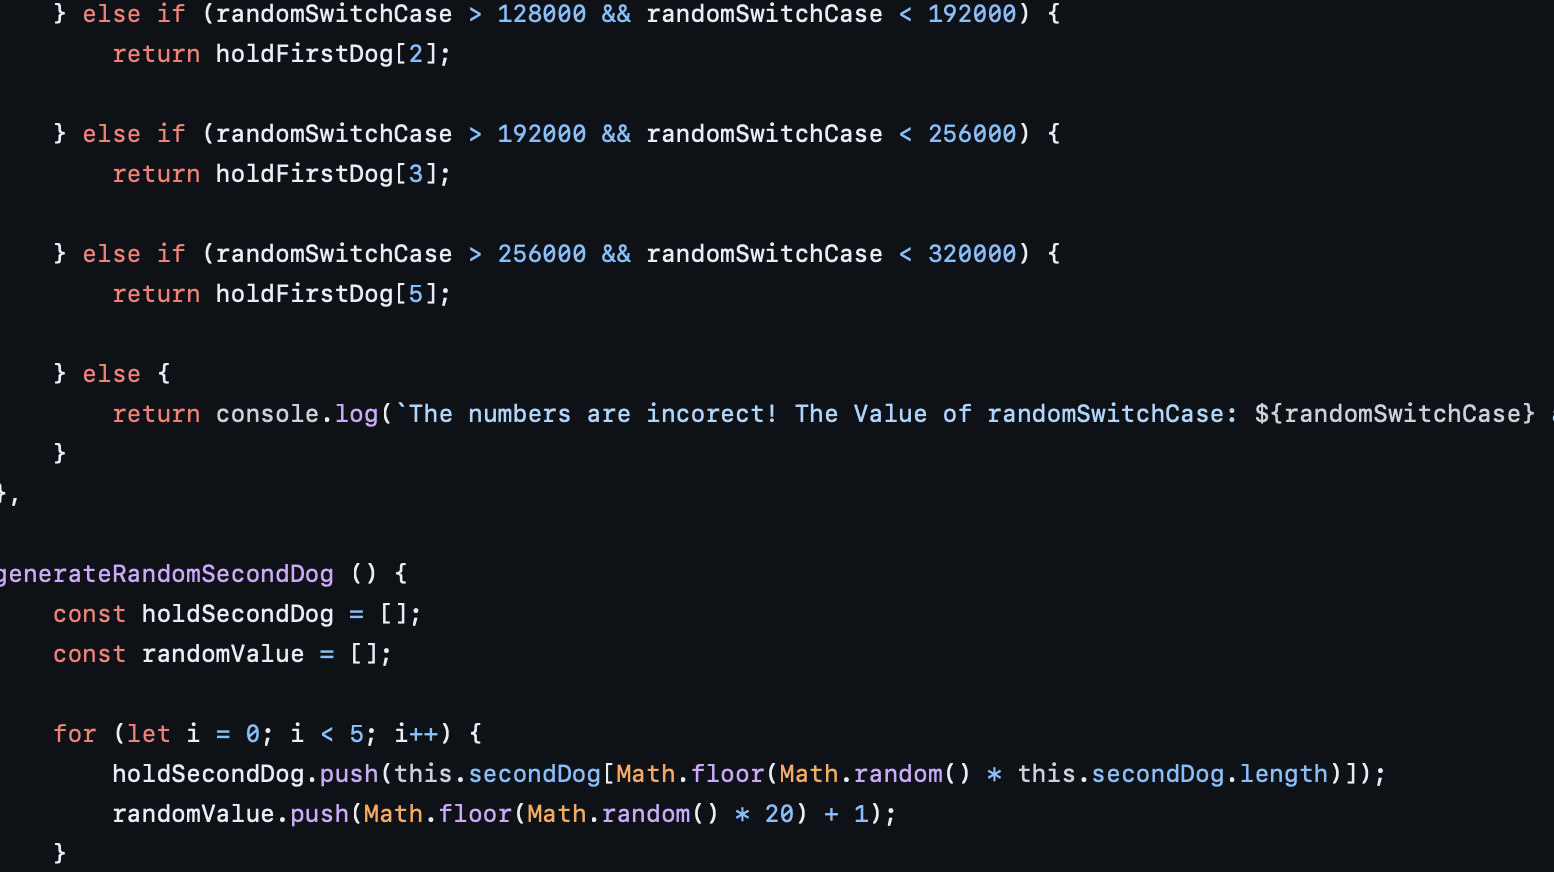 } else if (randomSwitchCase > 128000 && randomSwitchCase < 192000) {
return holdFirstDog[2];
} else if (randomSwitchCase > 192000 && randomSwitchCase < 256000) {
return holdFirstDog[3];
} else if (randomSwitchCase > 256000 && randomSwitchCase < 320000) {
return holdFirstDog[5];
} else {
return console.log(`The numbers are incorect! The Value of randomSwitchCase: ${randomSwitchCase}
}
},
generateRandomSecondDog () {
const holdSecondDog = [];
const randomValue = [];
for (let i = 0; i < 5; i++) {
holdSecondDog.push(this.secondDog[Math.floor(Math.random() * this.secondDog.length)]);
randomValue.push(Math.floor(Math.random() * 20) + 1);
}